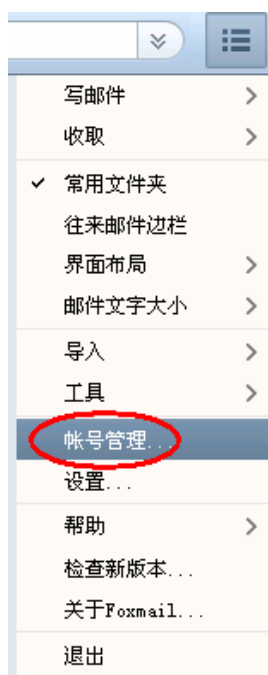 写邮件
收取
常用文件夹
往来邮件边栏
界面布局
邮件文字大小
导入
工具
帐号管理...
设置...
帮助
检查新版本...
关于Foxmail...
退出